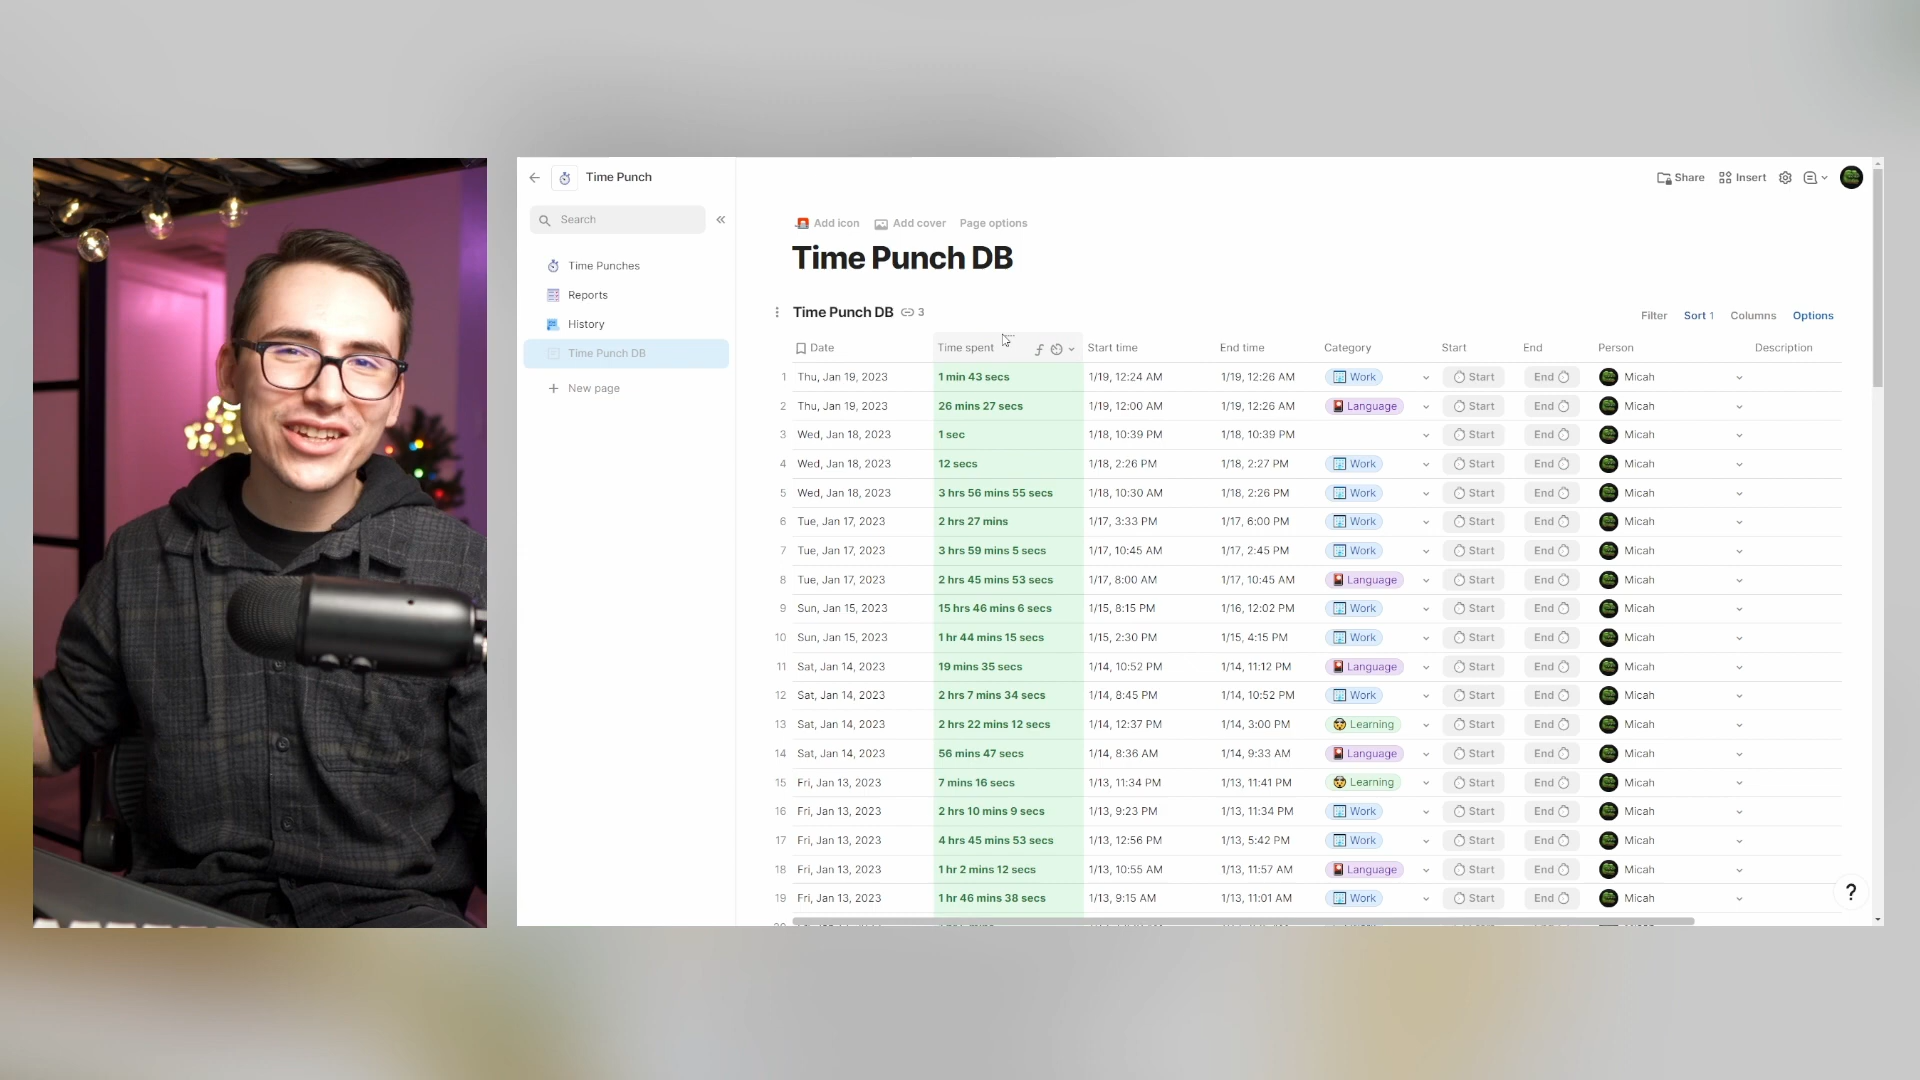 Time Punch
Share
Insert
Search
Add icon
Add cover
Page options
Time Punch DB
Time Punches
Reports
History
Time Punch DB
New page
Time Punch DB 3
Filter
Sort 1
Columns
Options
Date Time spent Start time End time Category Start End Person Description
1 Thu, Jan 19, 2023 1 min 43 secs 1/19, 12:24 AM 1/19, 12:26 AM Work Start End Micah
2 Thu, Jan 19, 2023 26 mins 27 secs 1/19, 12:00 AM 1/19, 12:26 AM Language Start End Micah
3 Wed, Jan 18, 2023 1 sec 1/18, 10:39 PM 1/18, 10:39 PM Start End Micah
4 Wed, Jan 18, 2023 12 secs 1/18, 2:26 PM 1/18, 2:27 PM Work Start End Micah
5 Wed, Jan 18, 2023 3 hrs 56 mins 55 secs 1/18, 10:30 AM 1/18, 2:26 PM Work Start End Micah
6 Tue, Jan 17, 2023 2 hrs 27 mins 1/17, 3:33 PM 1/17, 6:00 PM Work Start End Micah
7 Tue, Jan 17, 2023 3 hrs 59 mins 5 secs 1/17, 10:45 AM 1/17, 2:45 PM Work Start End Micah
8 Tue, Jan 17, 2023 2 hrs 45 mins 53 secs 1/17, 8:00 AM 1/17, 10:45 AM Language Start End Micah
9 Sun, Jan 15, 2023 15 hrs 46 mins 6 secs 1/15, 8:15 PM 1/16, 12:02 PM Work Start End Micah
10 Sun, Jan 15, 2023 1 hr 44 mins 15 secs 1/15, 2:30 PM 1/15, 4:15 PM Work Start End Micah
11 Sat, Jan 14, 2023 19 mins 35 secs 1/14, 10:52 PM 1/14, 11:12 PM Language Start End Micah
12 Sat, Jan 14, 2023 2 hrs 7 mins 34 secs 1/14, 8:45 PM 1/14, 10:52 PM Work Start End Micah
13 Sat, Jan 14, 2023 2 hrs 22 mins 12 secs 1/14, 12:37 PM 1/14, 3:00 PM Learning Start End Micah
14 Sat, Jan 14, 2023 56 mins 47 secs 1/14, 8:36 AM 1/14, 9:33 AM Language Start End Micah
15 Fri, Jan 13, 2023 7 mins 16 secs 1/13, 11:34 PM 1/13, 11:41 PM Learning Start End Micah
16 Fri, Jan 13, 2023 2 hrs 10 mins 9 secs 1/13, 9:23 PM 1/13, 11:34 PM Work Start End Micah
17 Fri, Jan 13, 2023 4 hrs 45 mins 53 secs 1/13, 12:56 PM 1/13, 5:42 PM Work Start End Micah
18 Fri, Jan 13, 2023 1 hr 2 mins 12 secs 1/13, 10:55 AM 1/13, 11:57 AM Language Start End Micah
19 Fri, Jan 13, 2023 1 hr 46 mins 38 secs 1/13, 9:15 AM 1/13, 11:01 AM Work Start End Micah
?